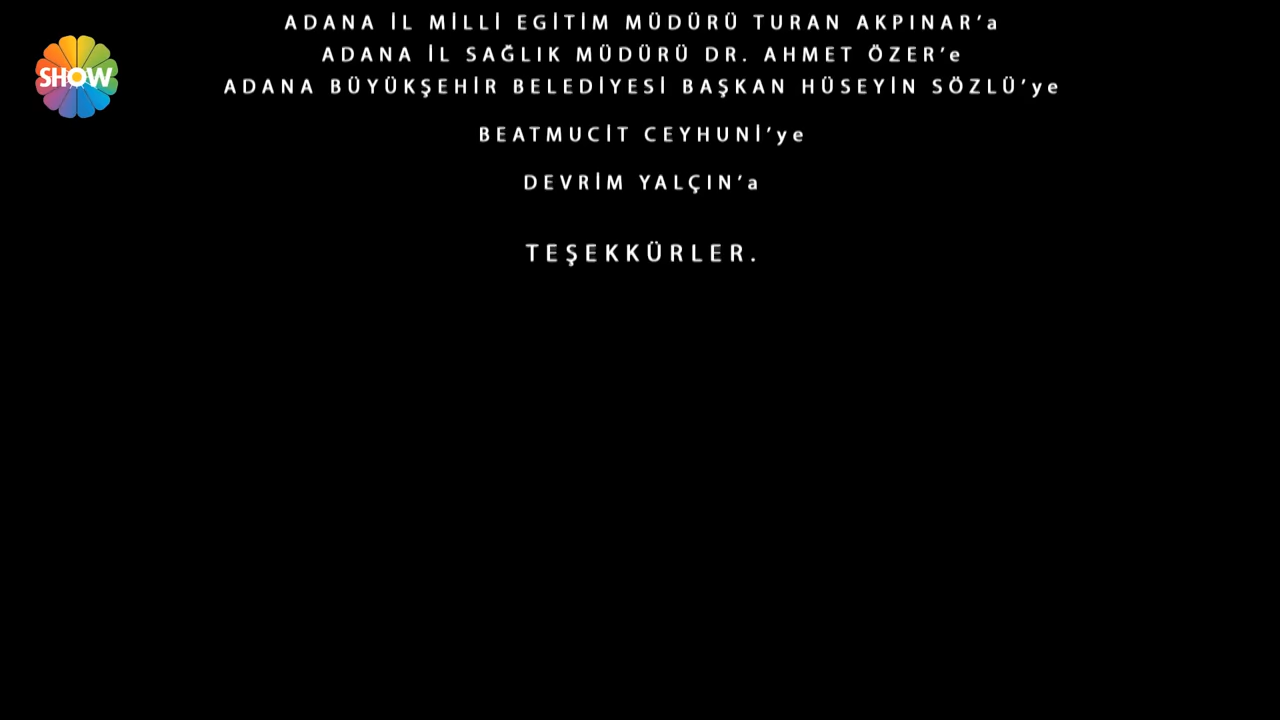 ADANA İL MİLLİ EGİTİM MÜDÜRÜ TURAN AKPINAR'a
SHOW
ADANA İL SAĞLIK MÜDÜRÜ DR. AHMET ÖZER'e
ADANA BÜYÜKŞEHİR BELEDİYESİ BAŞKAN HÜSEYİN SÖZLÜ'ye
BEATMUCİT CEYHUNİ'ye
DEVRİM YALÇIN'a
TEŞEKKÜRLER.